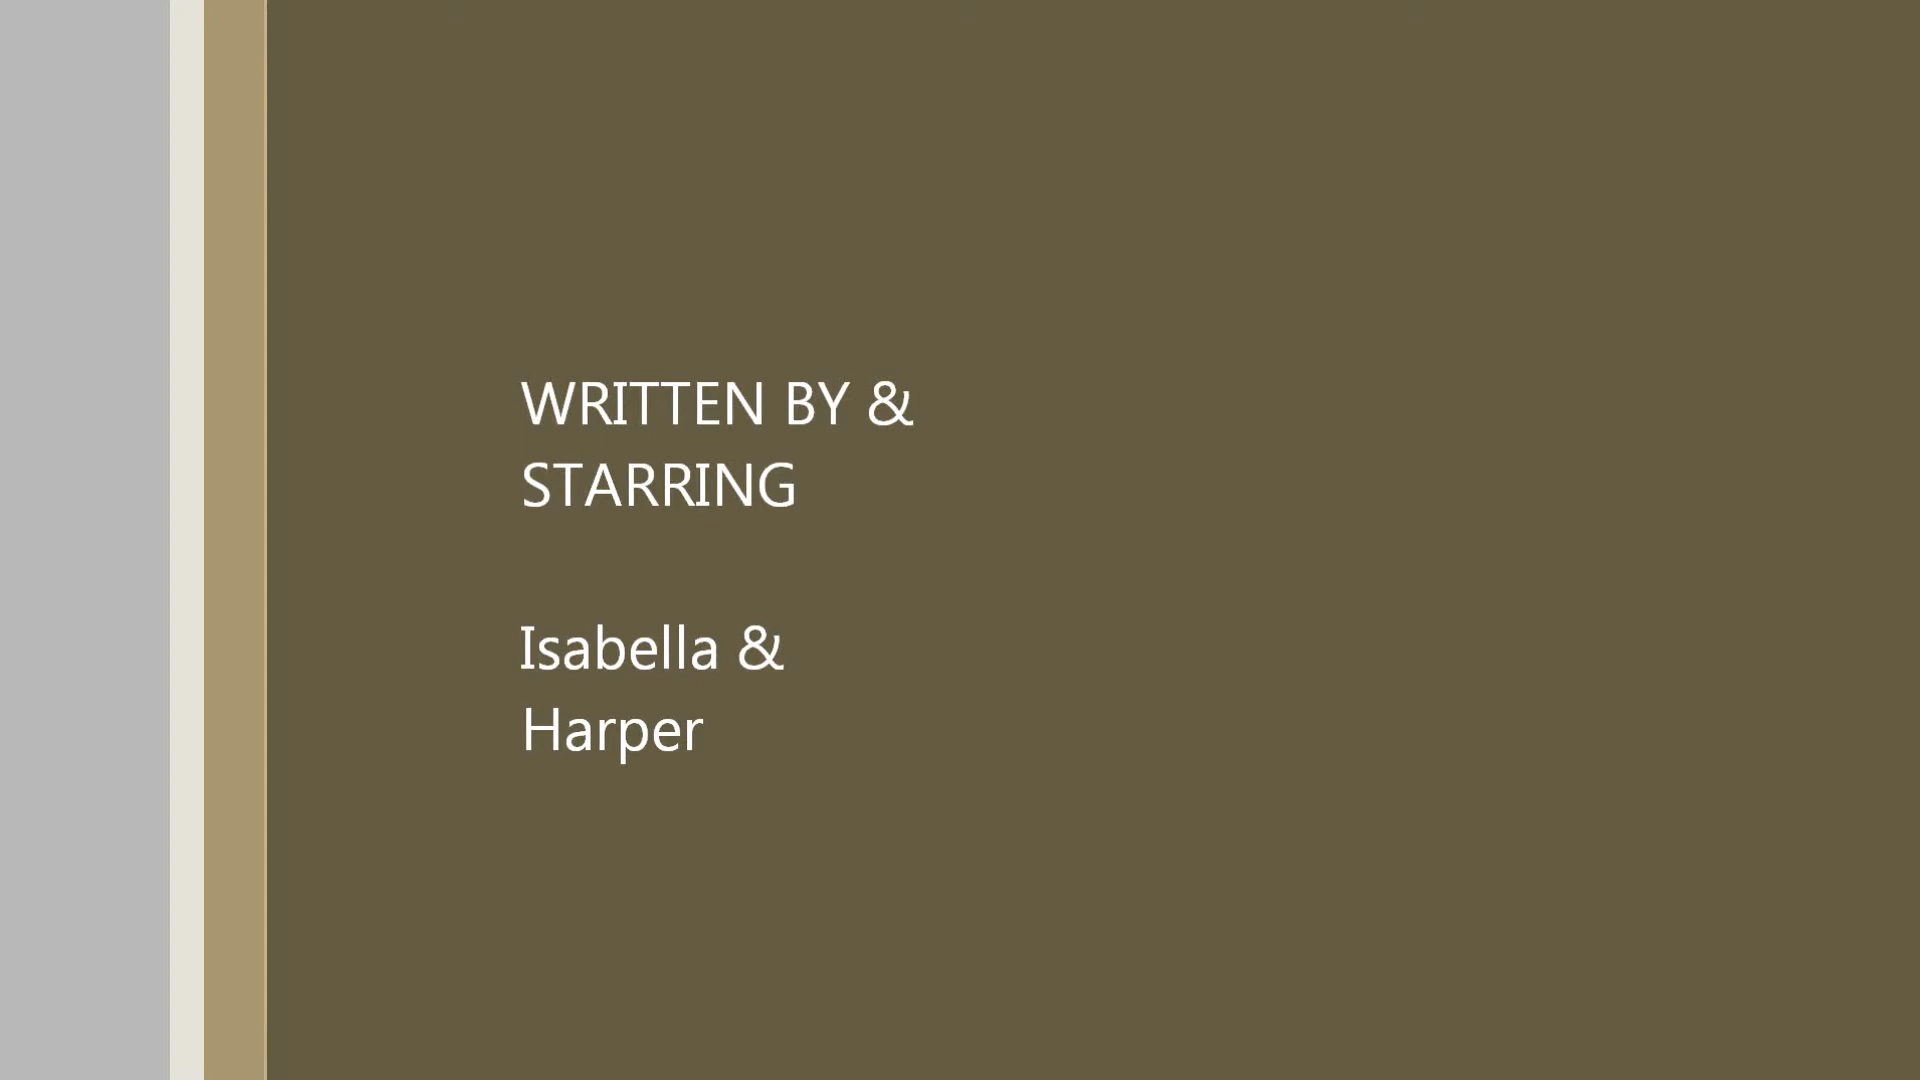 WRITTEN BY &
STARRING
Isabella &
Harper